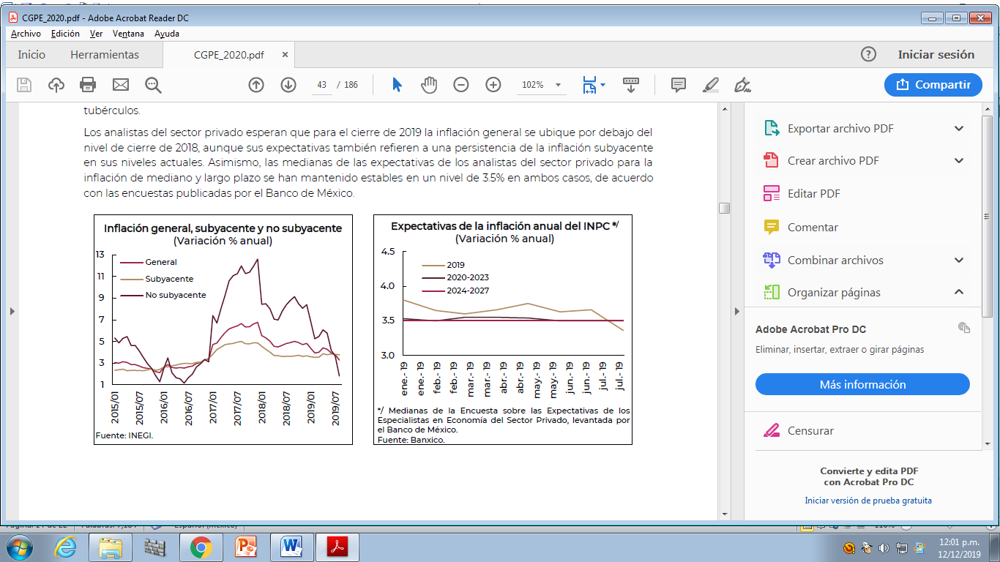 CGPE_2020.pdf - Adobe Acrobat Reader DC
Archivo Edición Ver Ventana Ayuda
Inicio Herramientas CGPE_2020.pdf × ? Iniciar sesión
43 / 186 102% Compartir
tubérculos.
Los analistas del sector privado esperan que para el cierre de 2019 la inflación general se ubique por debajo del
nivel de cierre de 2018, aunque sus expectativas también refieren a una persistencia de la inflación subyacente
en sus niveles actuales. Asimismo, las medianas de las expectativas de los analistas del sector privado para la
inflación de mediano y largo plazo se han mantenido estables en un nivel de 3.5% en ambos casos, de acuerdo
con las encuestas publicadas por el Banco de México.
Inflación general, subyacente y no subyacente
(Variación % anual)
13
11
9
7
5
3
1
General
Subyacente
No subyacente
2015/01 2015/07 2016/01 2016/07 2017/01 2017/07 2018/01 2018/07 2019/01 2019/07
Fuente: INEGI.
Expectativas de la inflación anual del INPC */
(Variación % anual)
4.5
4.0
3.5
3.0
2019
2020-2023
2024-2027
ene.- 19 ene.- 19 feb.- 19 feb.- 19 mar.- 19 mar.- 19 abr.- 19 abr.- 19 may.- 19 may.- 19 jun.- 19 jun.- 19 jul.- 19 jul.- 19
*/ Medianas de la Encuesta sobre las Expectativas de los
Especialistas en Economía del Sector Privado, levantada por
el Banco de México.
Fuente: Banxico.
Exportar archivo PDF
Crear archivo PDF
Editar PDF
Comentar
Combinar archivos
Organizar páginas
Adobe Acrobat Pro DC
Eliminar, insertar, extraer o girar páginas
Más información
Censurar
Convierte y edita PDF
con Acrobat Pro DC
Iniciar versión de prueba gratuita
12:01 p.m.
12/12/2019